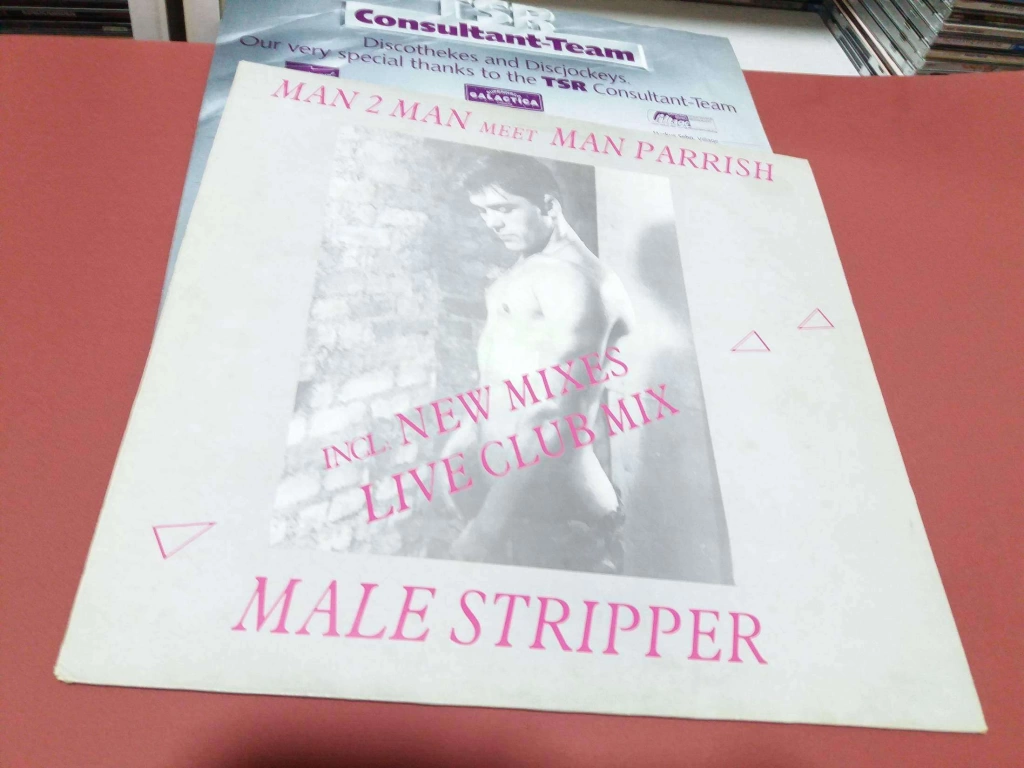 TSR
Consultant-Team
Discothekes and Discjockeys.
Our very special thanks to the TSR Consultant-Team
GALACTICA
MAN 2 MAN MEET MAN PARRISH
INCL. NEW MIXES
LIVE CLUB MIX
MALE STRIPPER